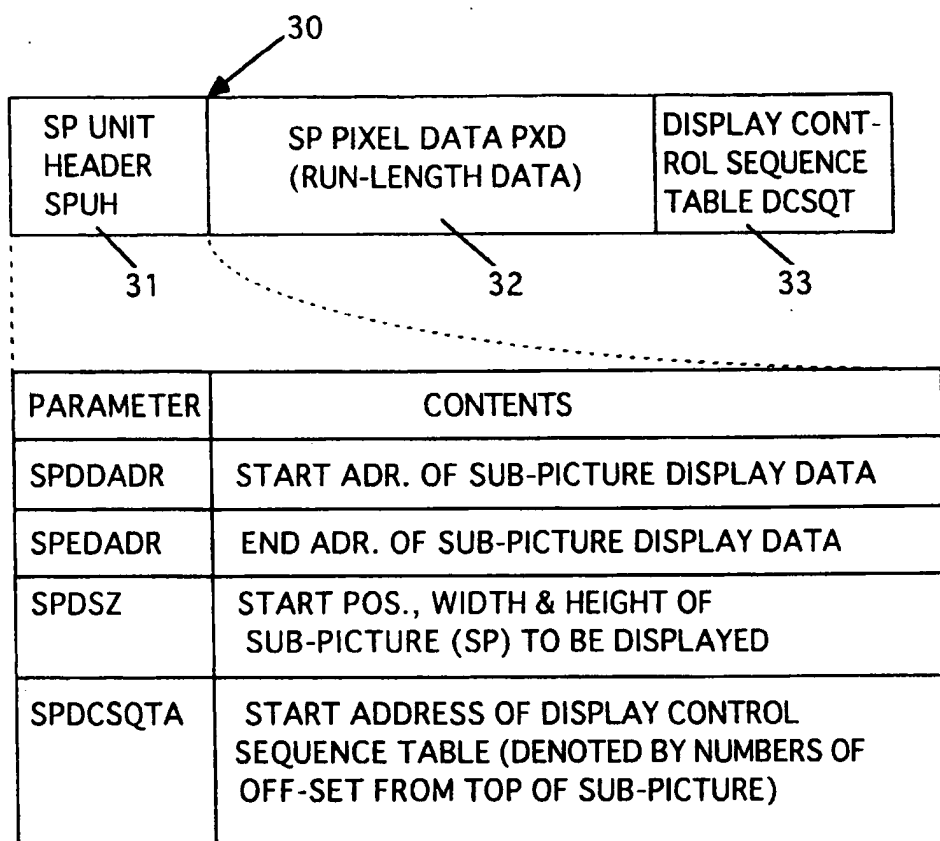 30
SP UNIT
HEADER
SPUH
SP PIXEL DATA PXD
(RUN-LENGTH DATA)
DISPLAY CONT-
ROL SEQUENCE
TABLE DCSQT
31
32
33
PARAMETER CONTENTS
SPDDADR START ADR. OF SUB-PICTURE DISPLAY DATA
SPEDADR END ADR. OF SUB-PICTURE DISPLAY DATA
SPDSZ START POS., WIDTH & HEIGHT OF
SUB-PICTURE (SP) TO BE DISPLAYED
SPDCSQTA START ADDRESS OF DISPLAY CONTROL
SEQUENCE TABLE (DENOTED BY NUMBERS OF
OFF-SET FROM TOP OF SUB-PICTURE)